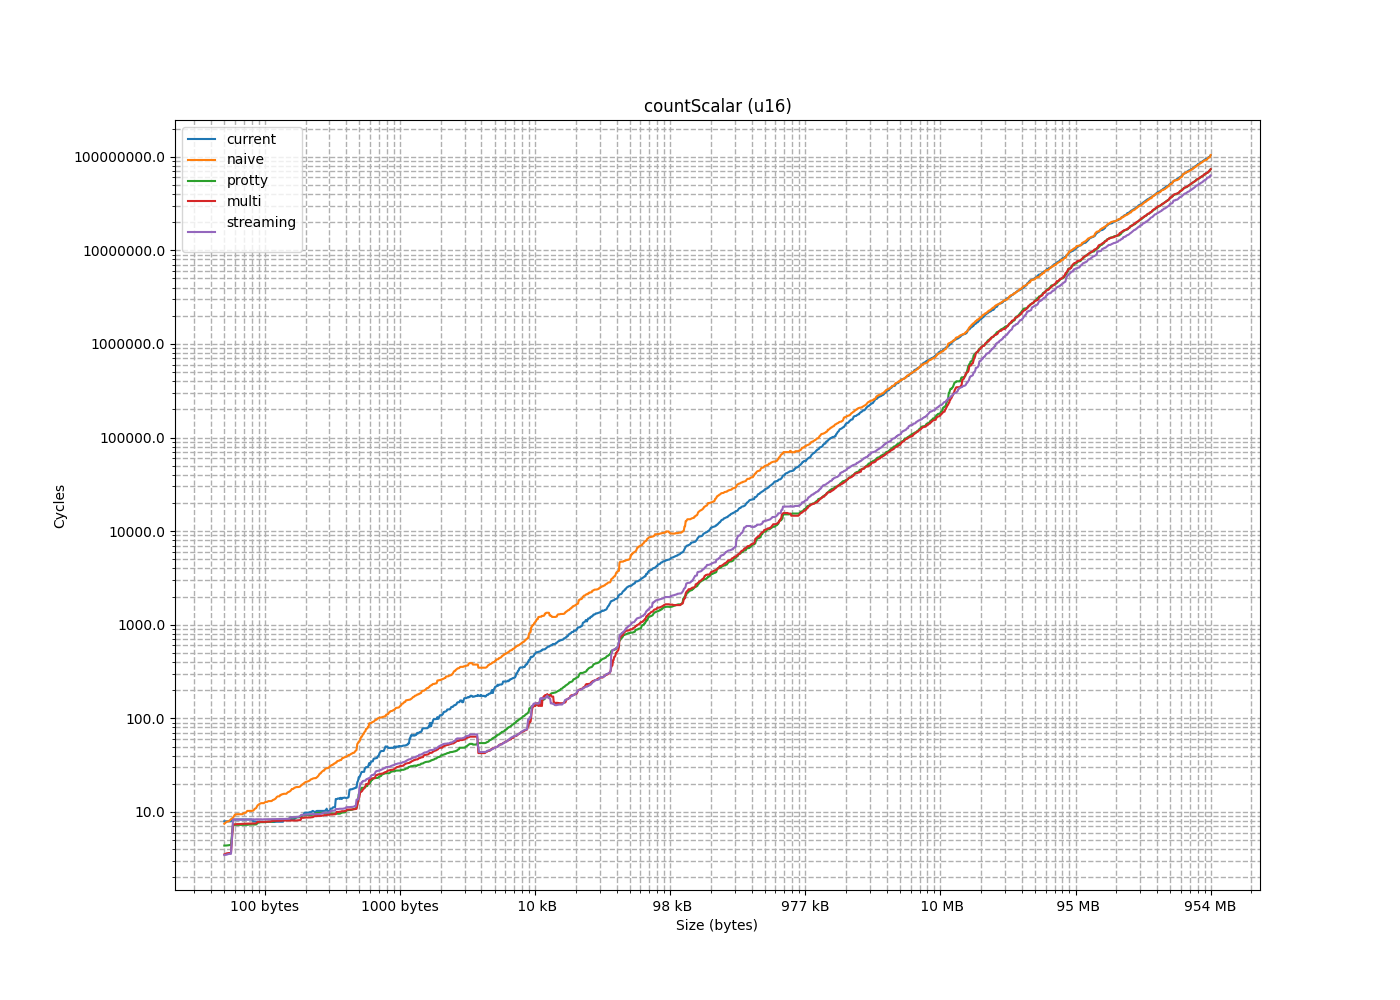 countScalar (u16)
current
naive
protty
multi
streaming
100000000.0
10000000.0
1000000.0
100000.0
10000.0
1000.0
100.0
10.0
Cycles
100 bytes 1000 bytes 10 kB 98 kB 977 kB 10 MB 95 MB 954 MB
Size (bytes)